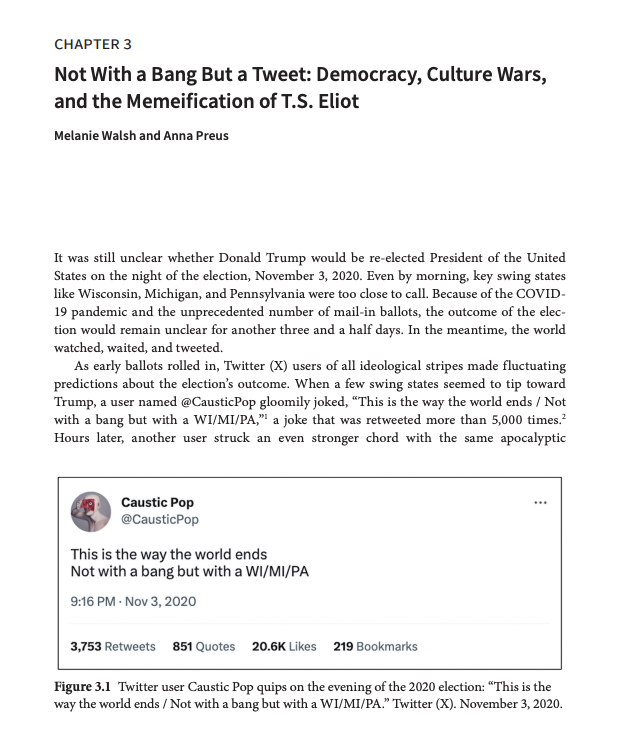 CHAPTER 3
Not With a Bang But a Tweet: Democracy, Culture Wars,
and the Memeification of T.S. Eliot
Melanie Walsh and Anna Preus
It was still unclear whether Donald Trump would be re-elected President of the United
States on the night of the election, November 3, 2020. Even by morning, key swing states
like Wisconsin, Michigan, and Pennsylvania were too close to call. Because of the COVID-
19 pandemic and the unprecedented number of mail-in ballots, the outcome of the elec-
tion would remain unclear for another three and a half days. In the meantime, the world
watched, waited, and tweeted.
As early ballots rolled in, Twitter (X) users of all ideological stripes made fluctuating
predictions about the election’s outcome. When a few swing states seemed to tip toward
Trump, a user named @CausticPop gloomily joked, “This is the way the world ends / Not
with a bang but with a WI/MI/PA,”1 a joke that was retweeted more than 5,000 times.2
Hours later, another user struck an even stronger chord with the same apocalyptic
Caustic Pop
@CausticPop
This is the way the world ends
Not with a bang but with a WI/MI/PA
9:16 PM · Nov 3, 2020
3,753 Retweets 851 Quotes 20.6K Likes 219 Bookmarks
Figure 3.1 Twitter user Caustic Pop quips on the evening of the 2020 election: “This is the
way the world ends / Not with a bang but with a WI/MI/PA.” Twitter (X). November 3, 2020.